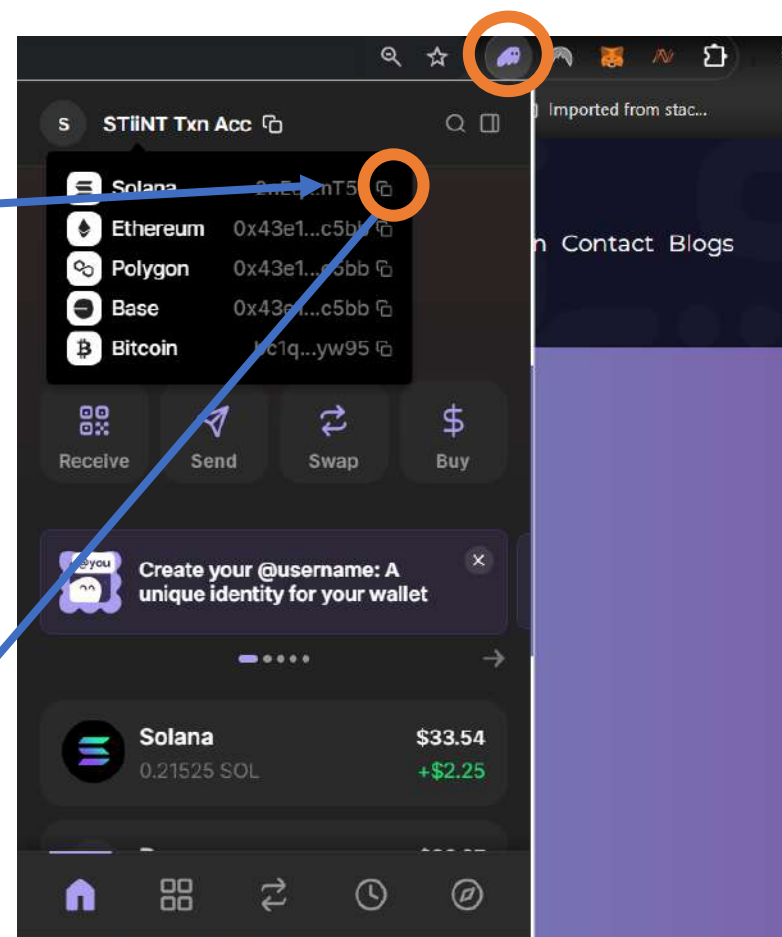 Imported from stac...
S STiiNT Txn Acc
Solana
Contact Blogs
Ethereum 0x43e1...c5bb
Polygon 0x43e1...c5bb
Base 0x43e1...c5bb
Bitcoin bc1q...yw95
Receive Send Swap Buy
@you
Create your @username: A
unique identity for your wallet
Solana $33.54
0.21525 SOL +$2.25